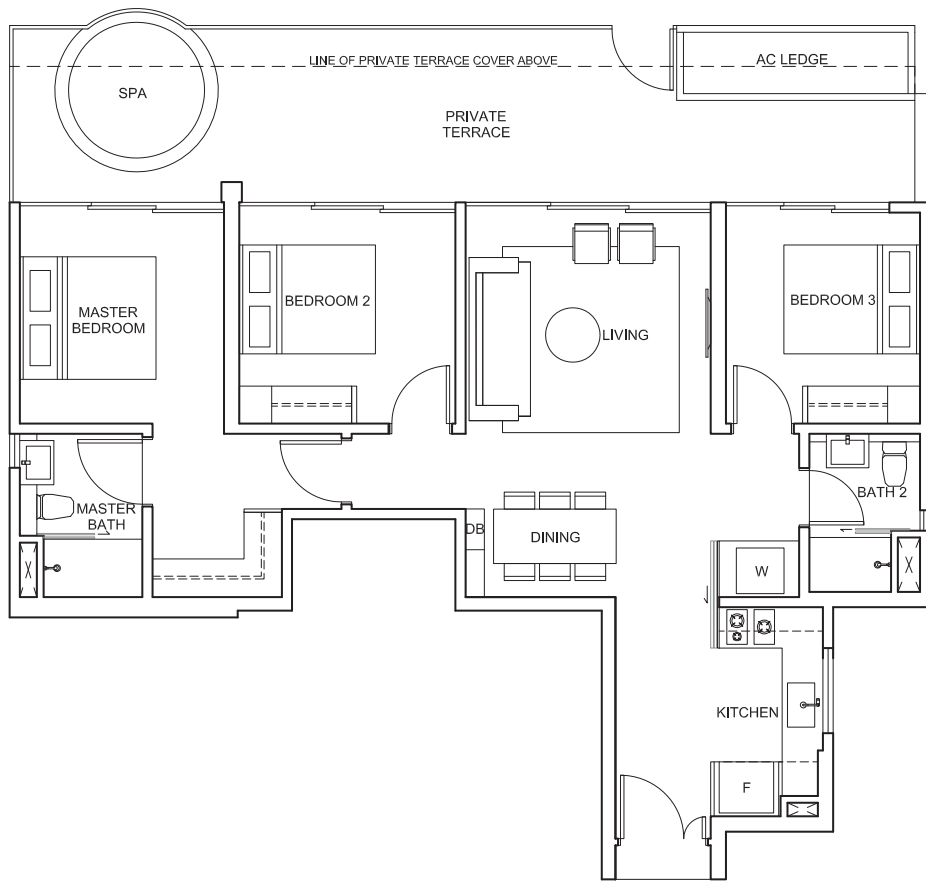 LINE OF PRIVATE TERRACE COVER ABOVE
AC LEDGE
SPA
PRIVATE
TERRACE
MASTER
BEDROOM
BEDROOM 2
LIVING
BEDROOM 3
MASTER
BATH
BATH 2
DB
DINING
W
KITCHEN
F